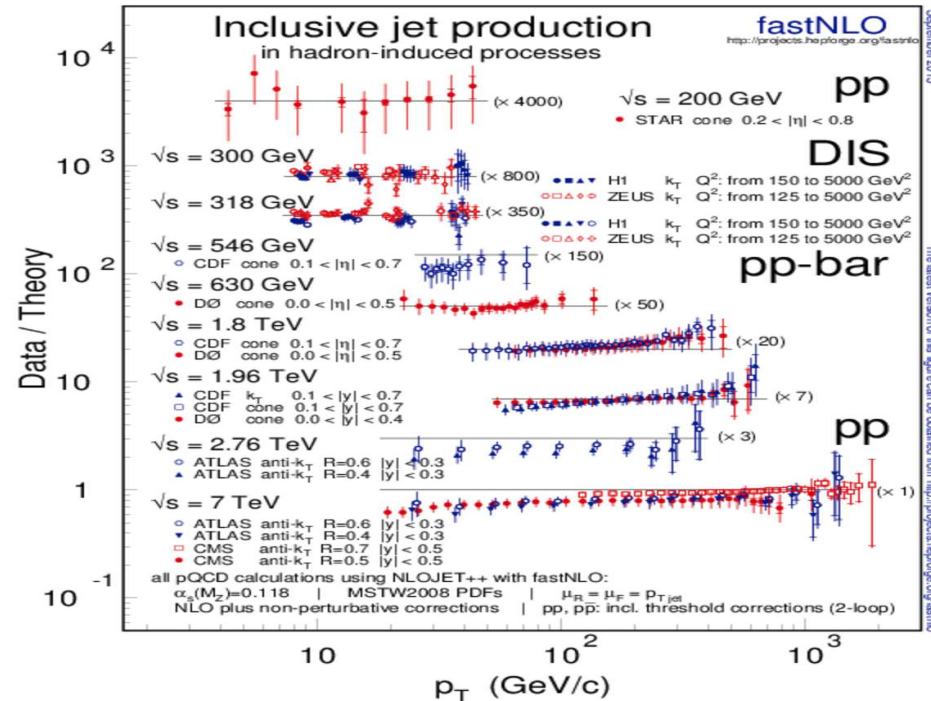 Inclusive jet production
in hadron-induced processes
fastNLO
http://projects.hepforge.org/fastnlo
pp
√s = 200 GeV
STAR cone 0.2 < |η| < 0.8
(× 4000)
DIS
√s = 300 GeV
(× 800)
H1 k_T Q²: from 150 to 5000 GeV²
ZEUS k_T Q²: from 125 to 5000 GeV²
√s = 318 GeV
(× 350)
H1 k_T Q²: from 150 to 5000 GeV²
ZEUS k_T Q²: from 125 to 5000 GeV²
pp-bar
√s = 546 GeV
CDF cone 0.1 < |η| < 0.7
(× 150)
√s = 630 GeV
DØ cone 0.0 < |η| < 0.5
(× 50)
√s = 1.8 TeV
CDF cone 0.1 < |η| < 0.7
DØ cone 0.0 < |η| < 0.5
(× 20)
√s = 1.96 TeV
CDF k_T 0.1 < |y| < 0.7
CDF cone 0.1 < |y| < 0.7
DØ cone 0.0 < |y| < 0.4
(× 7)
pp
√s = 2.76 TeV
ATLAS anti-k_T R=0.6 |y| < 0.3
ATLAS anti-k_T R=0.4 |y| < 0.3
(× 3)
√s = 7 TeV
ATLAS anti-k_T R=0.6 |y| < 0.3
ATLAS anti-k_T R=0.4 |y| < 0.3
CMS anti-k_T R=0.7 |y| < 0.5
CMS anti-k_T R=0.5 |y| < 0.5
(× 1)
all pQCD calculations using NLOJET++ with fastNLO:
α_s(M_Z)=0.118 | MSTW2008 PDFs | μ_R = μ_F = p_T jet
NLO plus non-perturbative corrections | pp, pp̅: incl. threshold corrections (2-loop)
Data / Theory
10⁴
10³
10²
10
1
10⁻¹
10
10²
10³
p_T (GeV/c)